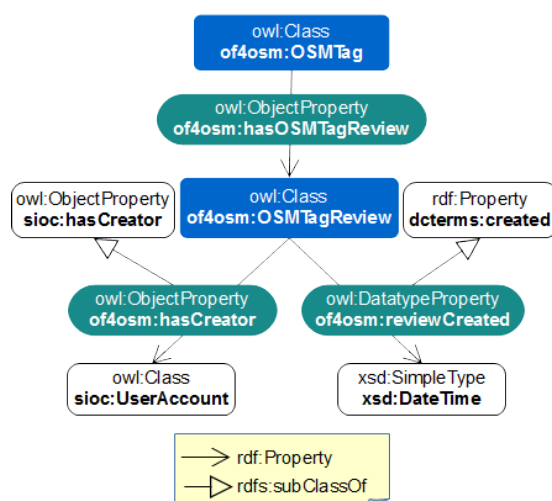 owl:Class
of4osm:OSMTag
owl:ObjectProperty
of4osm:hasOSMTagReview
owl:ObjectProperty
sioc:hasCreator
owl:Class
of4osm:OSMTagReview
rdf:Property
dcterms:created
owl:ObjectProperty
of4osm:hasCreator
owl:DatatypeProperty
of4osm:reviewCreated
owl:Class
sioc:UserAccount
xsd:SimpleType
xsd:DateTime
rdf:Property
rdfs:subClassOf